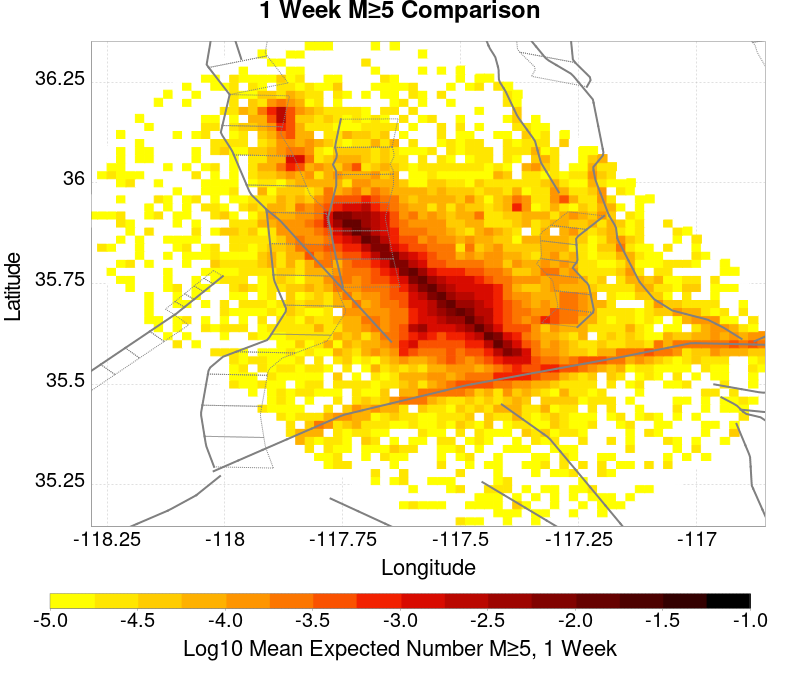 1 Week M≥5 Comparison
Latitude
36.25
36
35.75
35.5
35.25
-118.25 -118 -117.75 -117.5 -117.25 -117
Longitude
-5.0 -4.5 -4.0 -3.5 -3.0 -2.5 -2.0 -1.5 -1.0
Log10 Mean Expected Number M≥5, 1 Week